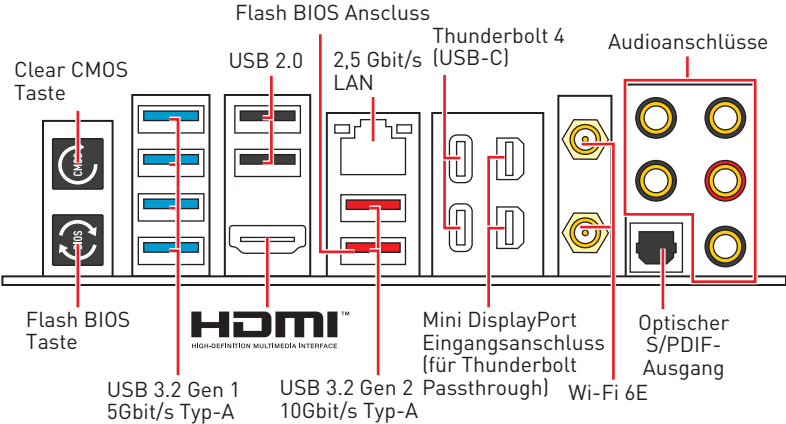 Flash BIOS Anscluss
Clear CMOS
Taste
USB 2.0
2,5 Gbit/s
LAN
Thunderbolt 4
(USB-C)
Audioanschlüsse
CMOS
BIOS
Flash BIOS
Taste
HDMI™
HIGH-DEFINITION MULTIMEDIA INTERFACE
USB 3.2 Gen 1
5Gbit/s Typ-A
USB 3.2 Gen 2
10Gbit/s Typ-A
Mini DisplayPort
Eingangsanschluss
(für Thunderbolt
Passthrough)
Wi-Fi 6E
Optischer
S/PDIF-
Ausgang